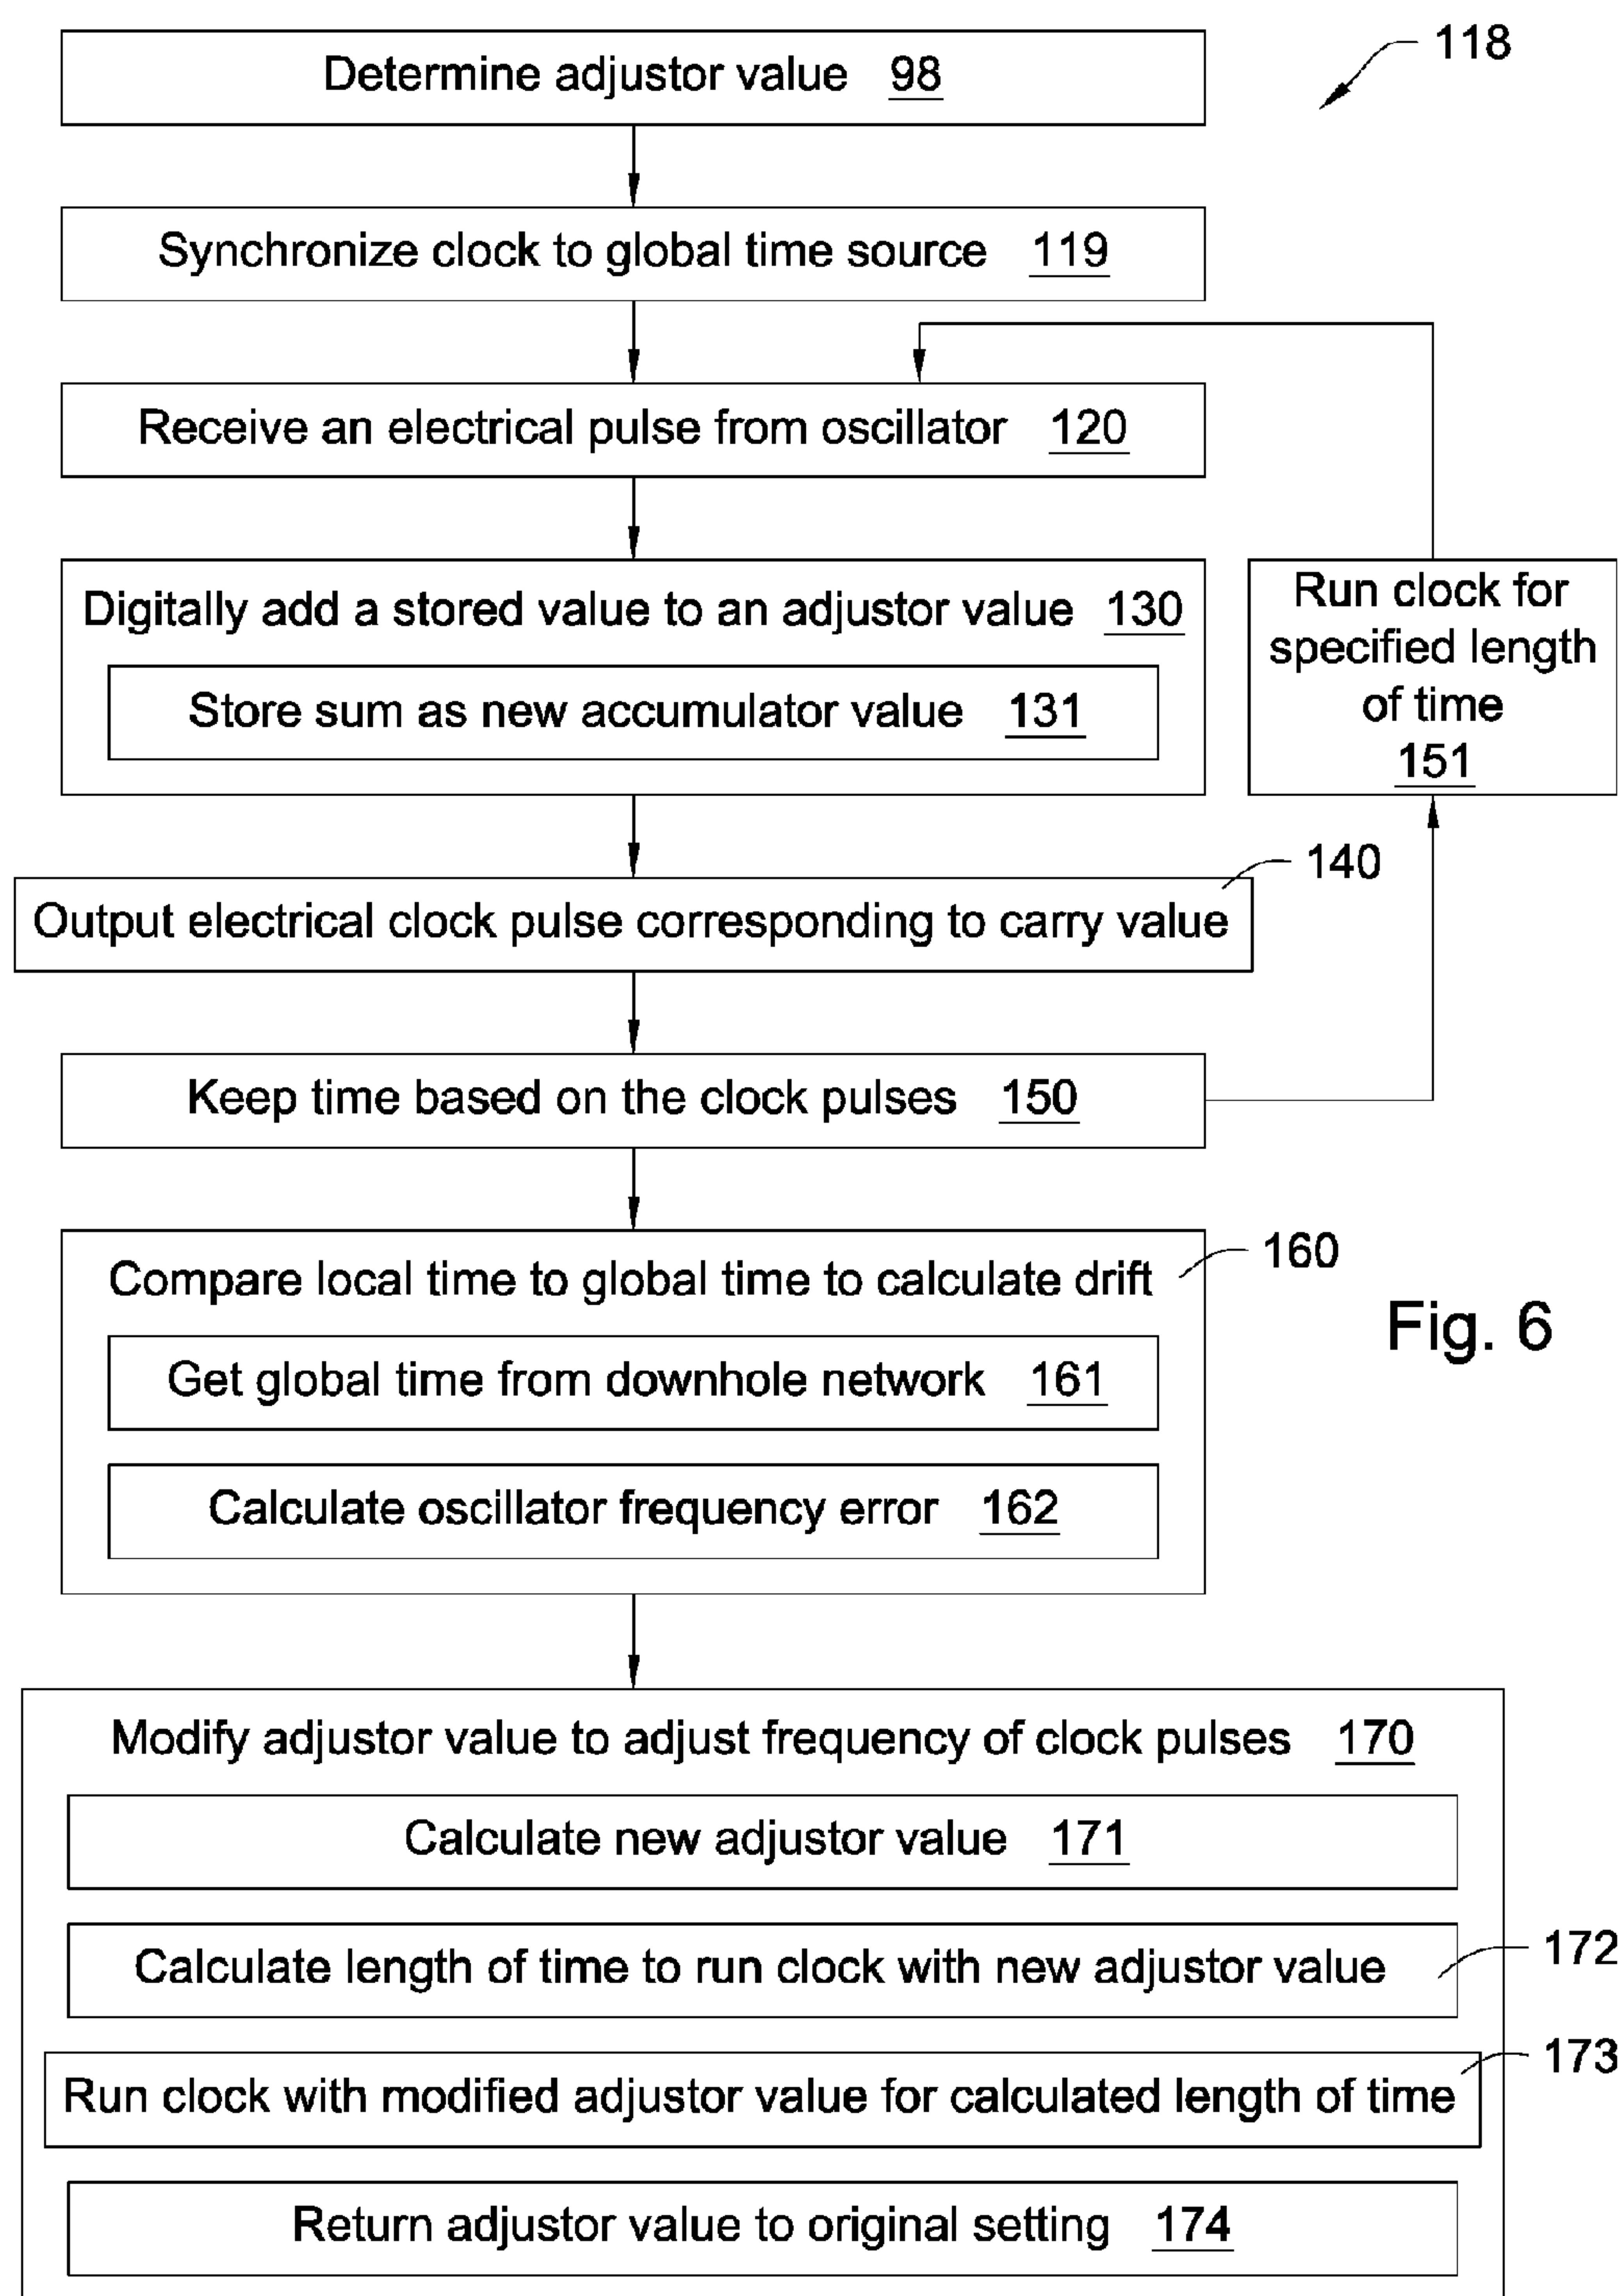 118
Determine adjustor value 98
Synchronize clock to global time source 119
Receive an electrical pulse from oscillator 120
Digitally add a stored value to an adjustor value 130
Store sum as new accumulator value 131
Run clock for
specified length
of time
151
140
Output electrical clock pulse corresponding to carry value
Keep time based on the clock pulses 150
160
Compare local time to global time to calculate drift
Get global time from downhole network 161
Calculate oscillator frequency error 162
Fig. 6
Modify adjustor value to adjust frequency of clock pulses 170
Calculate new adjustor value 171
Calculate length of time to run clock with new adjustor value
172
173
Run clock with modified adjustor value for calculated length of time
Return adjustor value to original setting 174